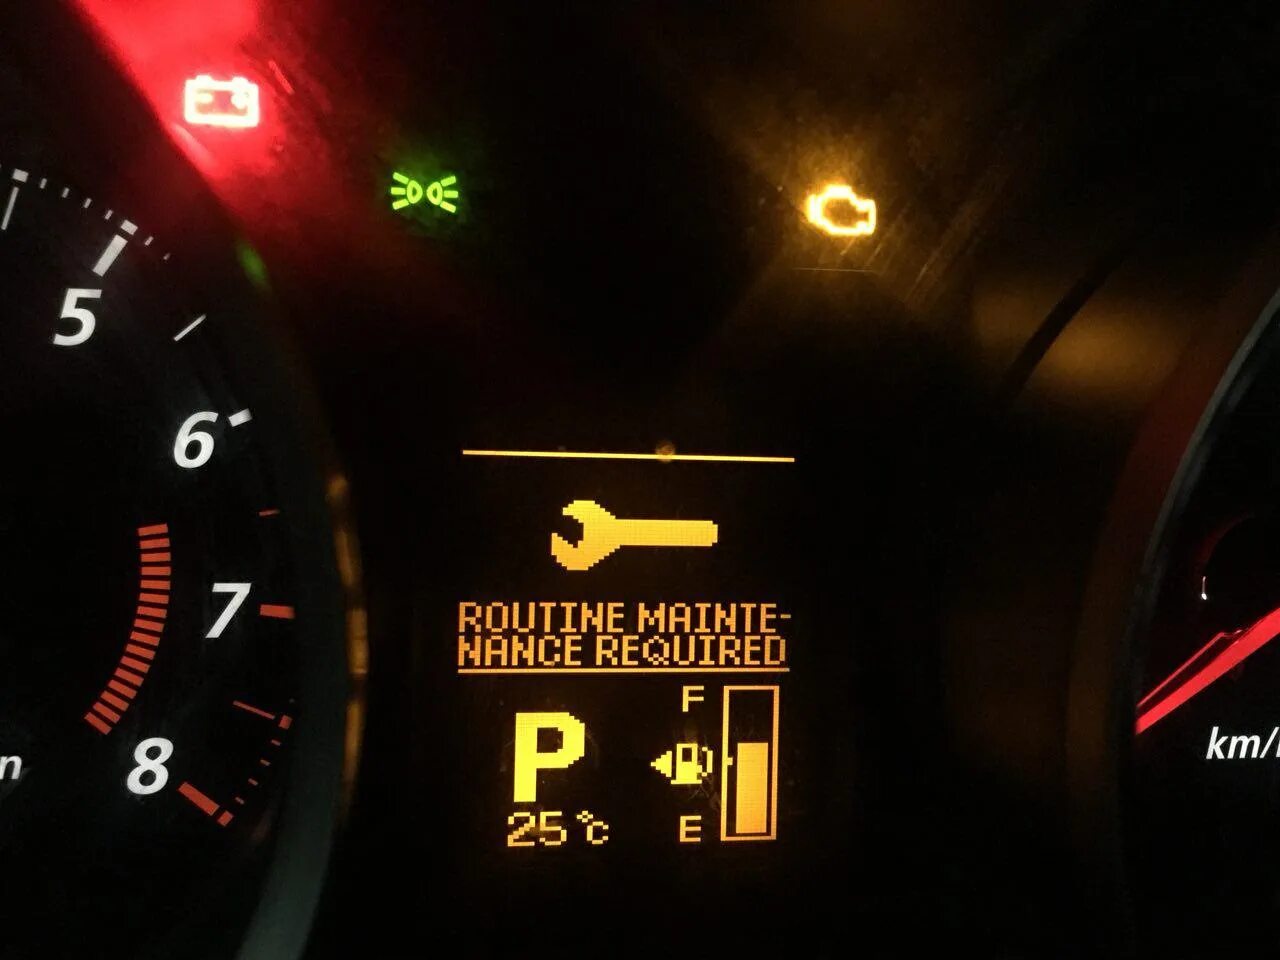 5
6
7
8
n
ROUTINE MAINTE-
NANCE REQUIRED
F
P
E
25°C
km/